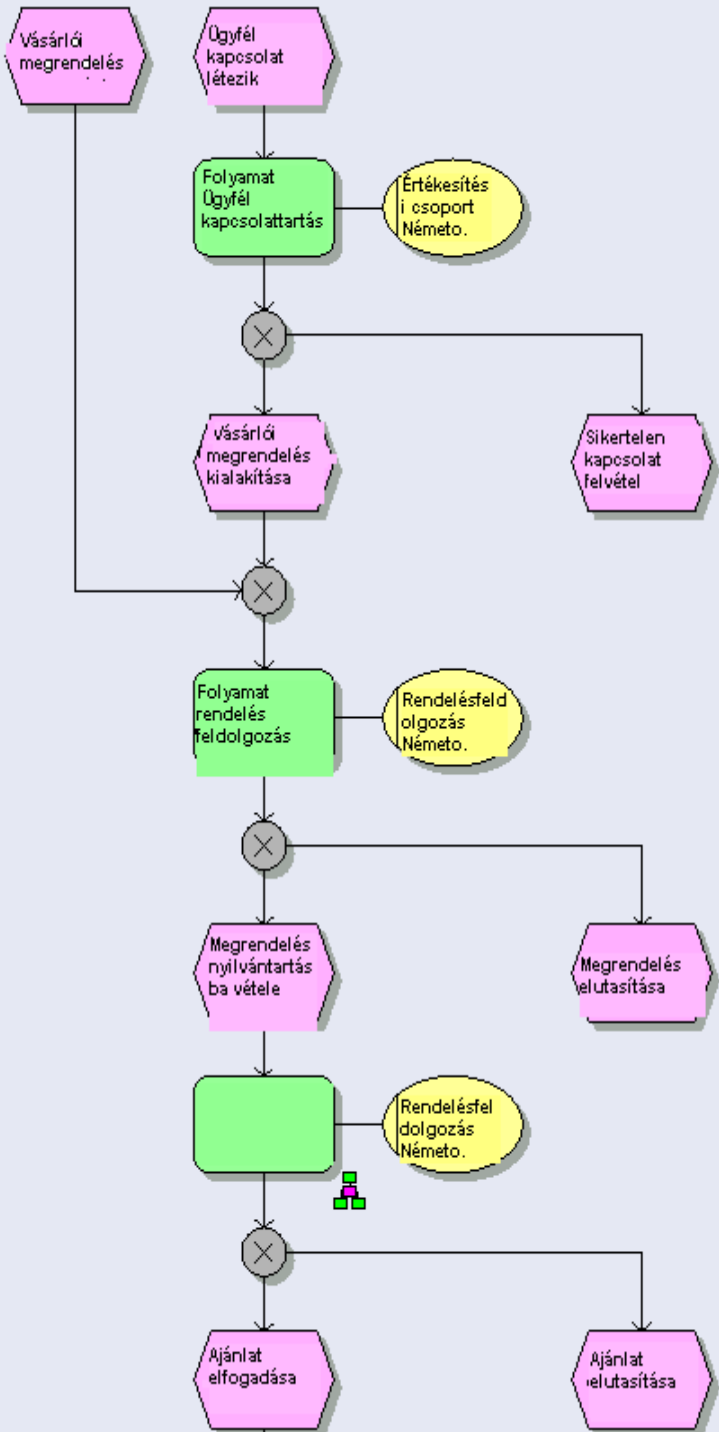 Vásárlói
megrendelés
Ügyfél
kapcsolat
létezik
Folyamat
Ügyfél
kapcsolattartás
Értékesítés
i csoport
Németo.
Vásárlói
megrendelés
kialakítása
Sikertelen
kapcsolat
felvétel
Folyamat
rendelés
feldolgozás
Rendelésfeld
olgozás
Németo.
Megrendelés
nyilvántartás
ba vétele
Megrendelés
elutasítása
Rendelésfel
dolgozás
Németo.
Ajánlat
elfogadása
Ajánlat
elutasítása